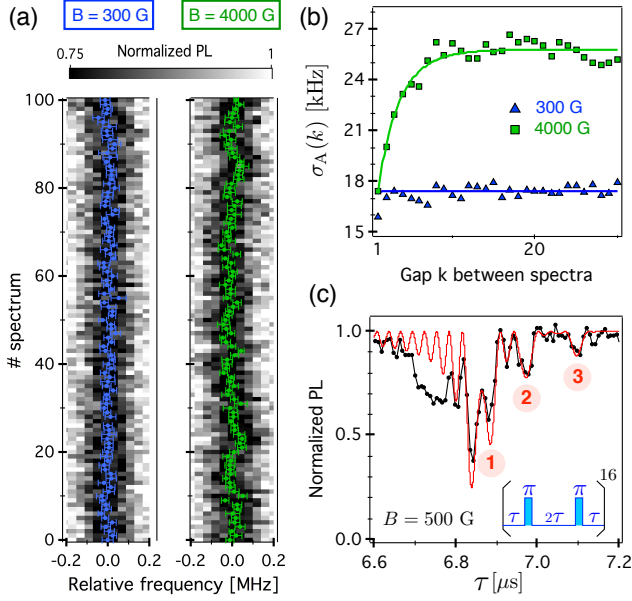 (a)
B = 300 G
B = 4000 G
Normalized PL
0.75
1
100
80
60
40
20
0
# spectrum
-0.2
0.0
0.2
-0.2
0.0
0.2
Relative frequency [MHz]
(b)
27
24
21
18
15
σA(k) [kHz]
300 G
4000 G
1
20
Gap k between spectra
(c)
1.0
0.5
0.0
Normalized PL
1
2
3
B = 500 G
(τ π 2τ π τ)16
6.6
6.8
7.0
7.2
τ [μs]